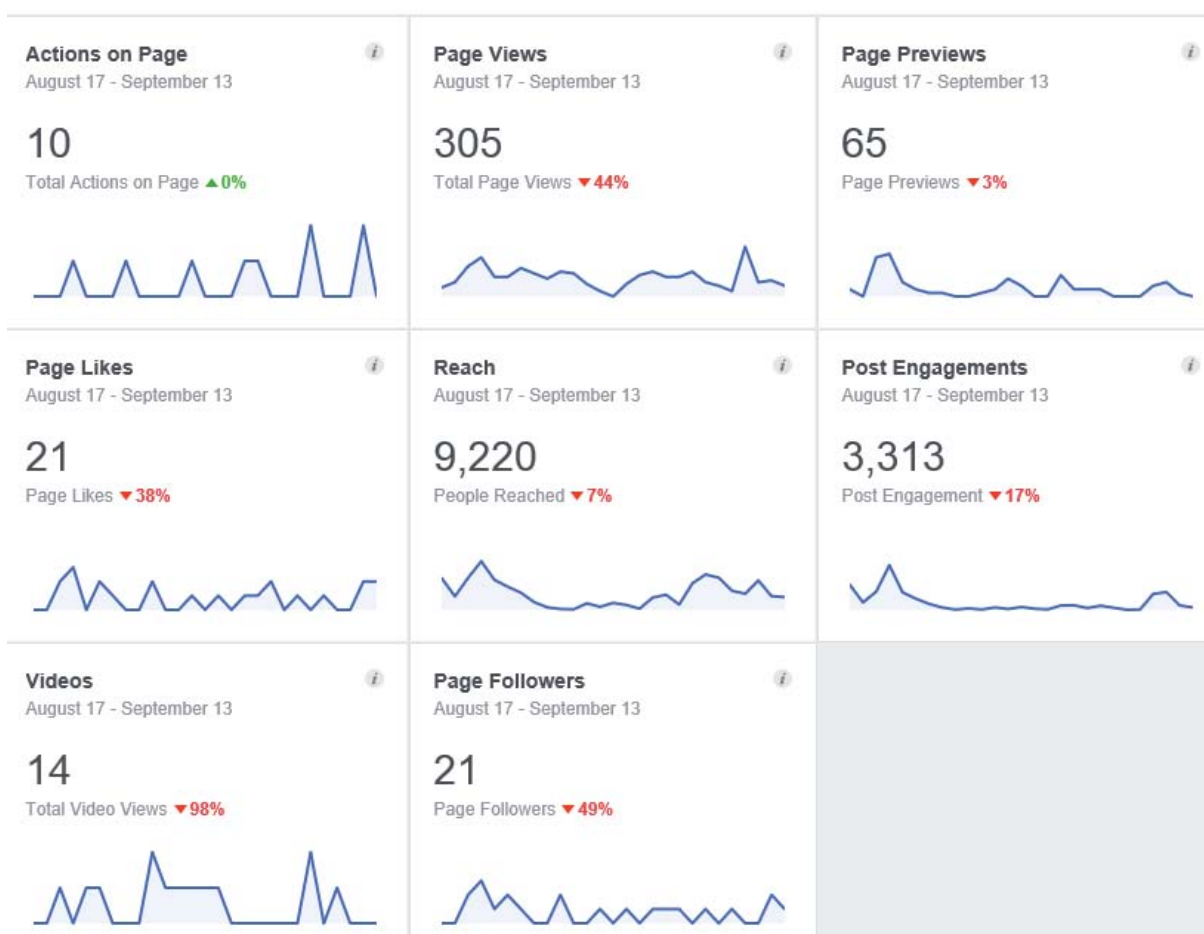 Actions on Page
August 17 - September 13
10
Total Actions on Page ▲0%
Page Views
August 17 - September 13
305
Total Page Views ▼44%
Page Previews
August 17 - September 13
65
Page Previews ▼3%
Page Likes
August 17 - September 13
21
Page Likes ▼38%
Reach
August 17 - September 13
9,220
People Reached ▼7%
Post Engagements
August 17 - September 13
3,313
Post Engagement ▼17%
Videos
August 17 - September 13
14
Total Video Views ▼98%
Page Followers
August 17 - September 13
21
Page Followers ▼49%